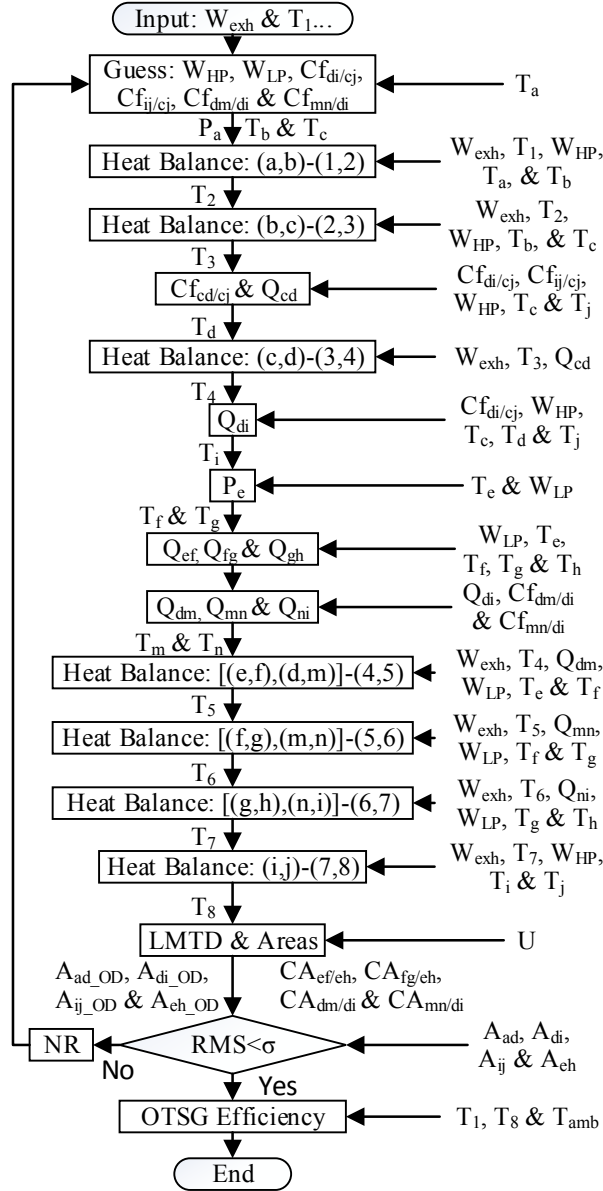 Input: W_exh & T_1...
Guess: W_HP, W_LP, Cf_di/cj,
Cf_ij/cj, Cf_dm/di & Cf_mn/di
T_a
P_a T_b & T_c
Heat Balance: (a,b)-(1,2)
W_exh, T_1, W_HP,
T_a, & T_b
T_2
Heat Balance: (b,c)-(2,3)
W_exh, T_2,
W_HP, T_b, & T_c
T_3
Cf_cd/cj & Q_cd
Cf_di/cj, Cf_ij/cj,
W_HP, T_c & T_j
T_d
Heat Balance: (c,d)-(3,4)
W_exh, T_3, Q_cd
T_4
Q_di
Cf_di/cj, W_HP,
T_c, T_d & T_j
T_i
P_e
T_e & W_LP
T_f & T_g
Q_ef, Q_fg & Q_gh
W_LP, T_e,
T_f, T_g & T_h
Q_dm, Q_mn & Q_ni
Q_di, Cf_dm/di
& Cf_mn/di
T_m & T_n
Heat Balance: [(e,f),(d,m)]-(4,5)
W_exh, T_4, Q_dm,
W_LP, T_e & T_f
T_5
Heat Balance: [(f,g),(m,n)]-(5,6)
W_exh, T_5, Q_mn,
W_LP, T_f & T_g
T_6
Heat Balance: [(g,h),(n,i)]-(6,7)
W_exh, T_6, Q_ni,
W_LP, T_g & T_h
T_7
Heat Balance: (i,j)-(7,8)
W_exh, T_7, W_HP,
T_i & T_j
T_8
LMTD & Areas
U
A_ad_OD, A_di_OD,
A_ij_OD & A_eh_OD
CA_ef/eh, CA_fg/eh,
CA_dm/di & CA_mn/di
NR
No
RMS<σ
A_ad, A_di,
A_ij & A_eh
Yes
OTSG Efficiency
T_1, T_8 & T_amb
End